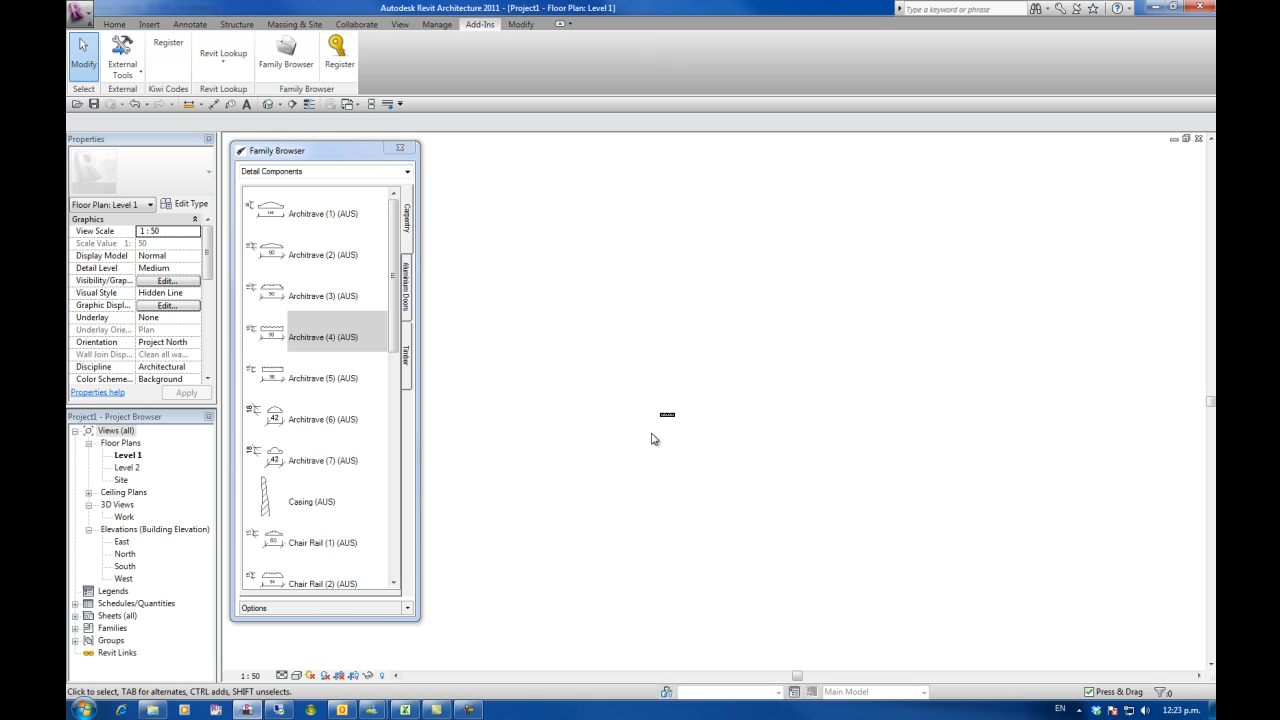 Autodesk Revit Architecture 2011 - [Project1 - Floor Plan: Level 1]
Type a keyword or phrase
Home Insert Annotate Structure Massing & Site Collaborate View Manage Add-Ins Modify
Modify
External Tools
Register
Revit Lookup
Family Browser
Register
Select External Kiwi Codes Revit Lookup Family Browser
Properties
Floor Plan: Level 1
Edit Type
Graphics
View Scale 1 : 50
Scale Value 1: 50
Display Model Normal
Detail Level Medium
Visibility/Grap... Edit...
Visual Style Hidden Line
Graphic Displ... Edit...
Underlay None
Underlay Orie... Plan
Orientation Project North
Wall Join Disp... Clean all wa...
Discipline Architectural
Color Scheme... Background
Properties help
Apply
Project1 - Project Browser
Views (all)
Floor Plans
Level 1
Level 2
Site
Ceiling Plans
3D Views
Work
Elevations (Building Elevation)
East
North
South
West
Legends
Schedules/Quantities
Sheets (all)
Families
Groups
Revit Links
Family Browser
Detail Components
Architrave (1) (AUS)
Architrave (2) (AUS)
90
Architrave (3) (AUS)
90
Architrave (4) (AUS)
Architrave (5) (AUS)
90
Architrave (6) (AUS)
18
42
Architrave (7) (AUS)
18
42
Casing (AUS)
Chair Rail (1) (AUS)
60
Chair Rail (2) (AUS)
Carpentry
Aluminium Doors
Timber
Options
1 : 50
Click to select, TAB for alternates, CTRL adds, SHIFT unselects.
Main Model
Press & Drag
:0
EN
12:23 p.m.